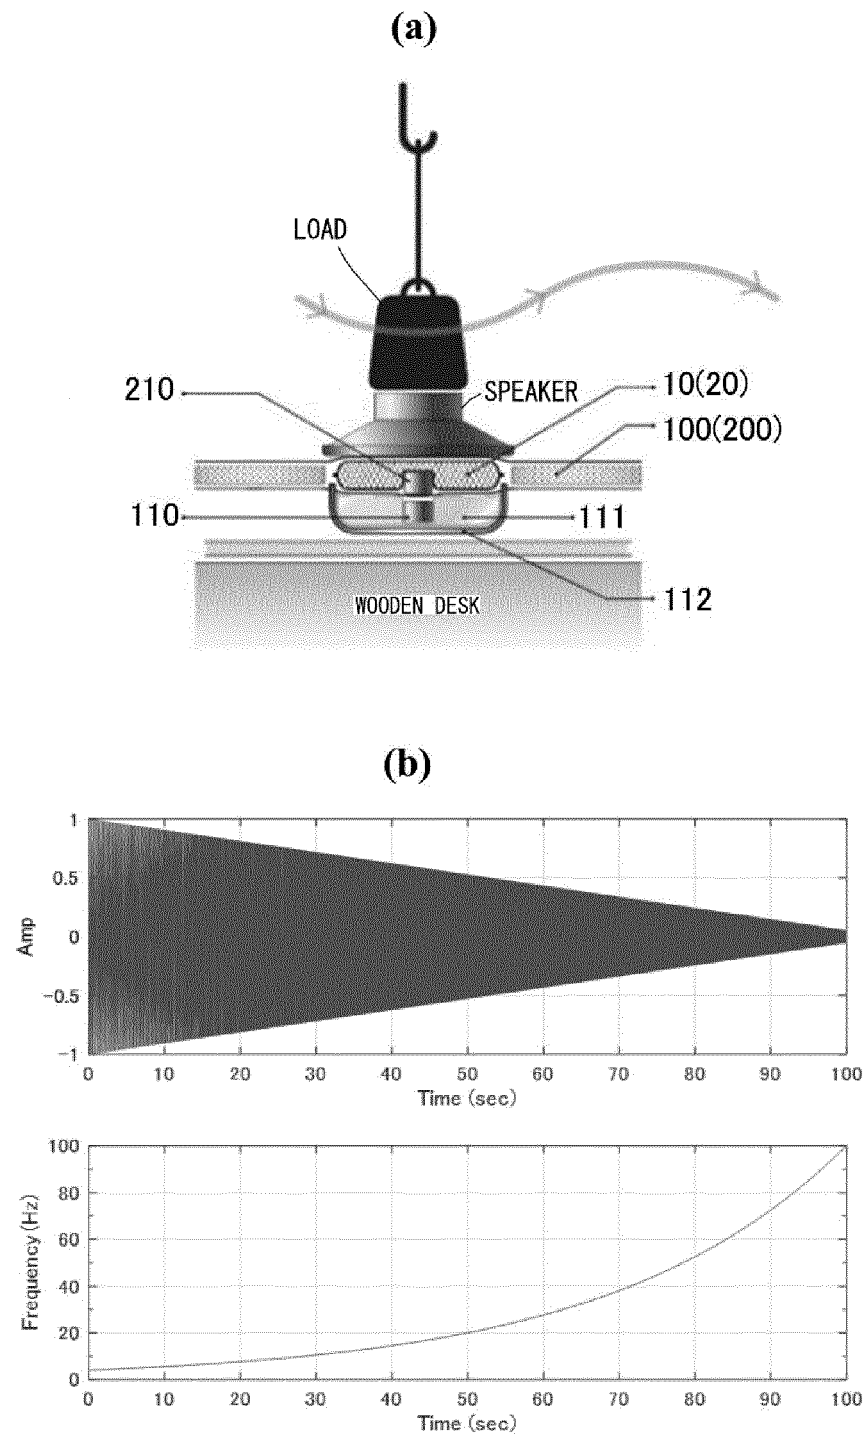 (a)
LOAD
210
SPEAKER
10(20)
100(200)
110
111
112
WOODEN DESK
(b)
1
0.5
0
-0.5
-1
Amp
0 10 20 30 40 50 60 70 80 90 100
Time (sec)
100
80
60
40
20
0
Frequency (Hz)
0 10 20 30 40 50 60 70 80 90 100
Time (sec)